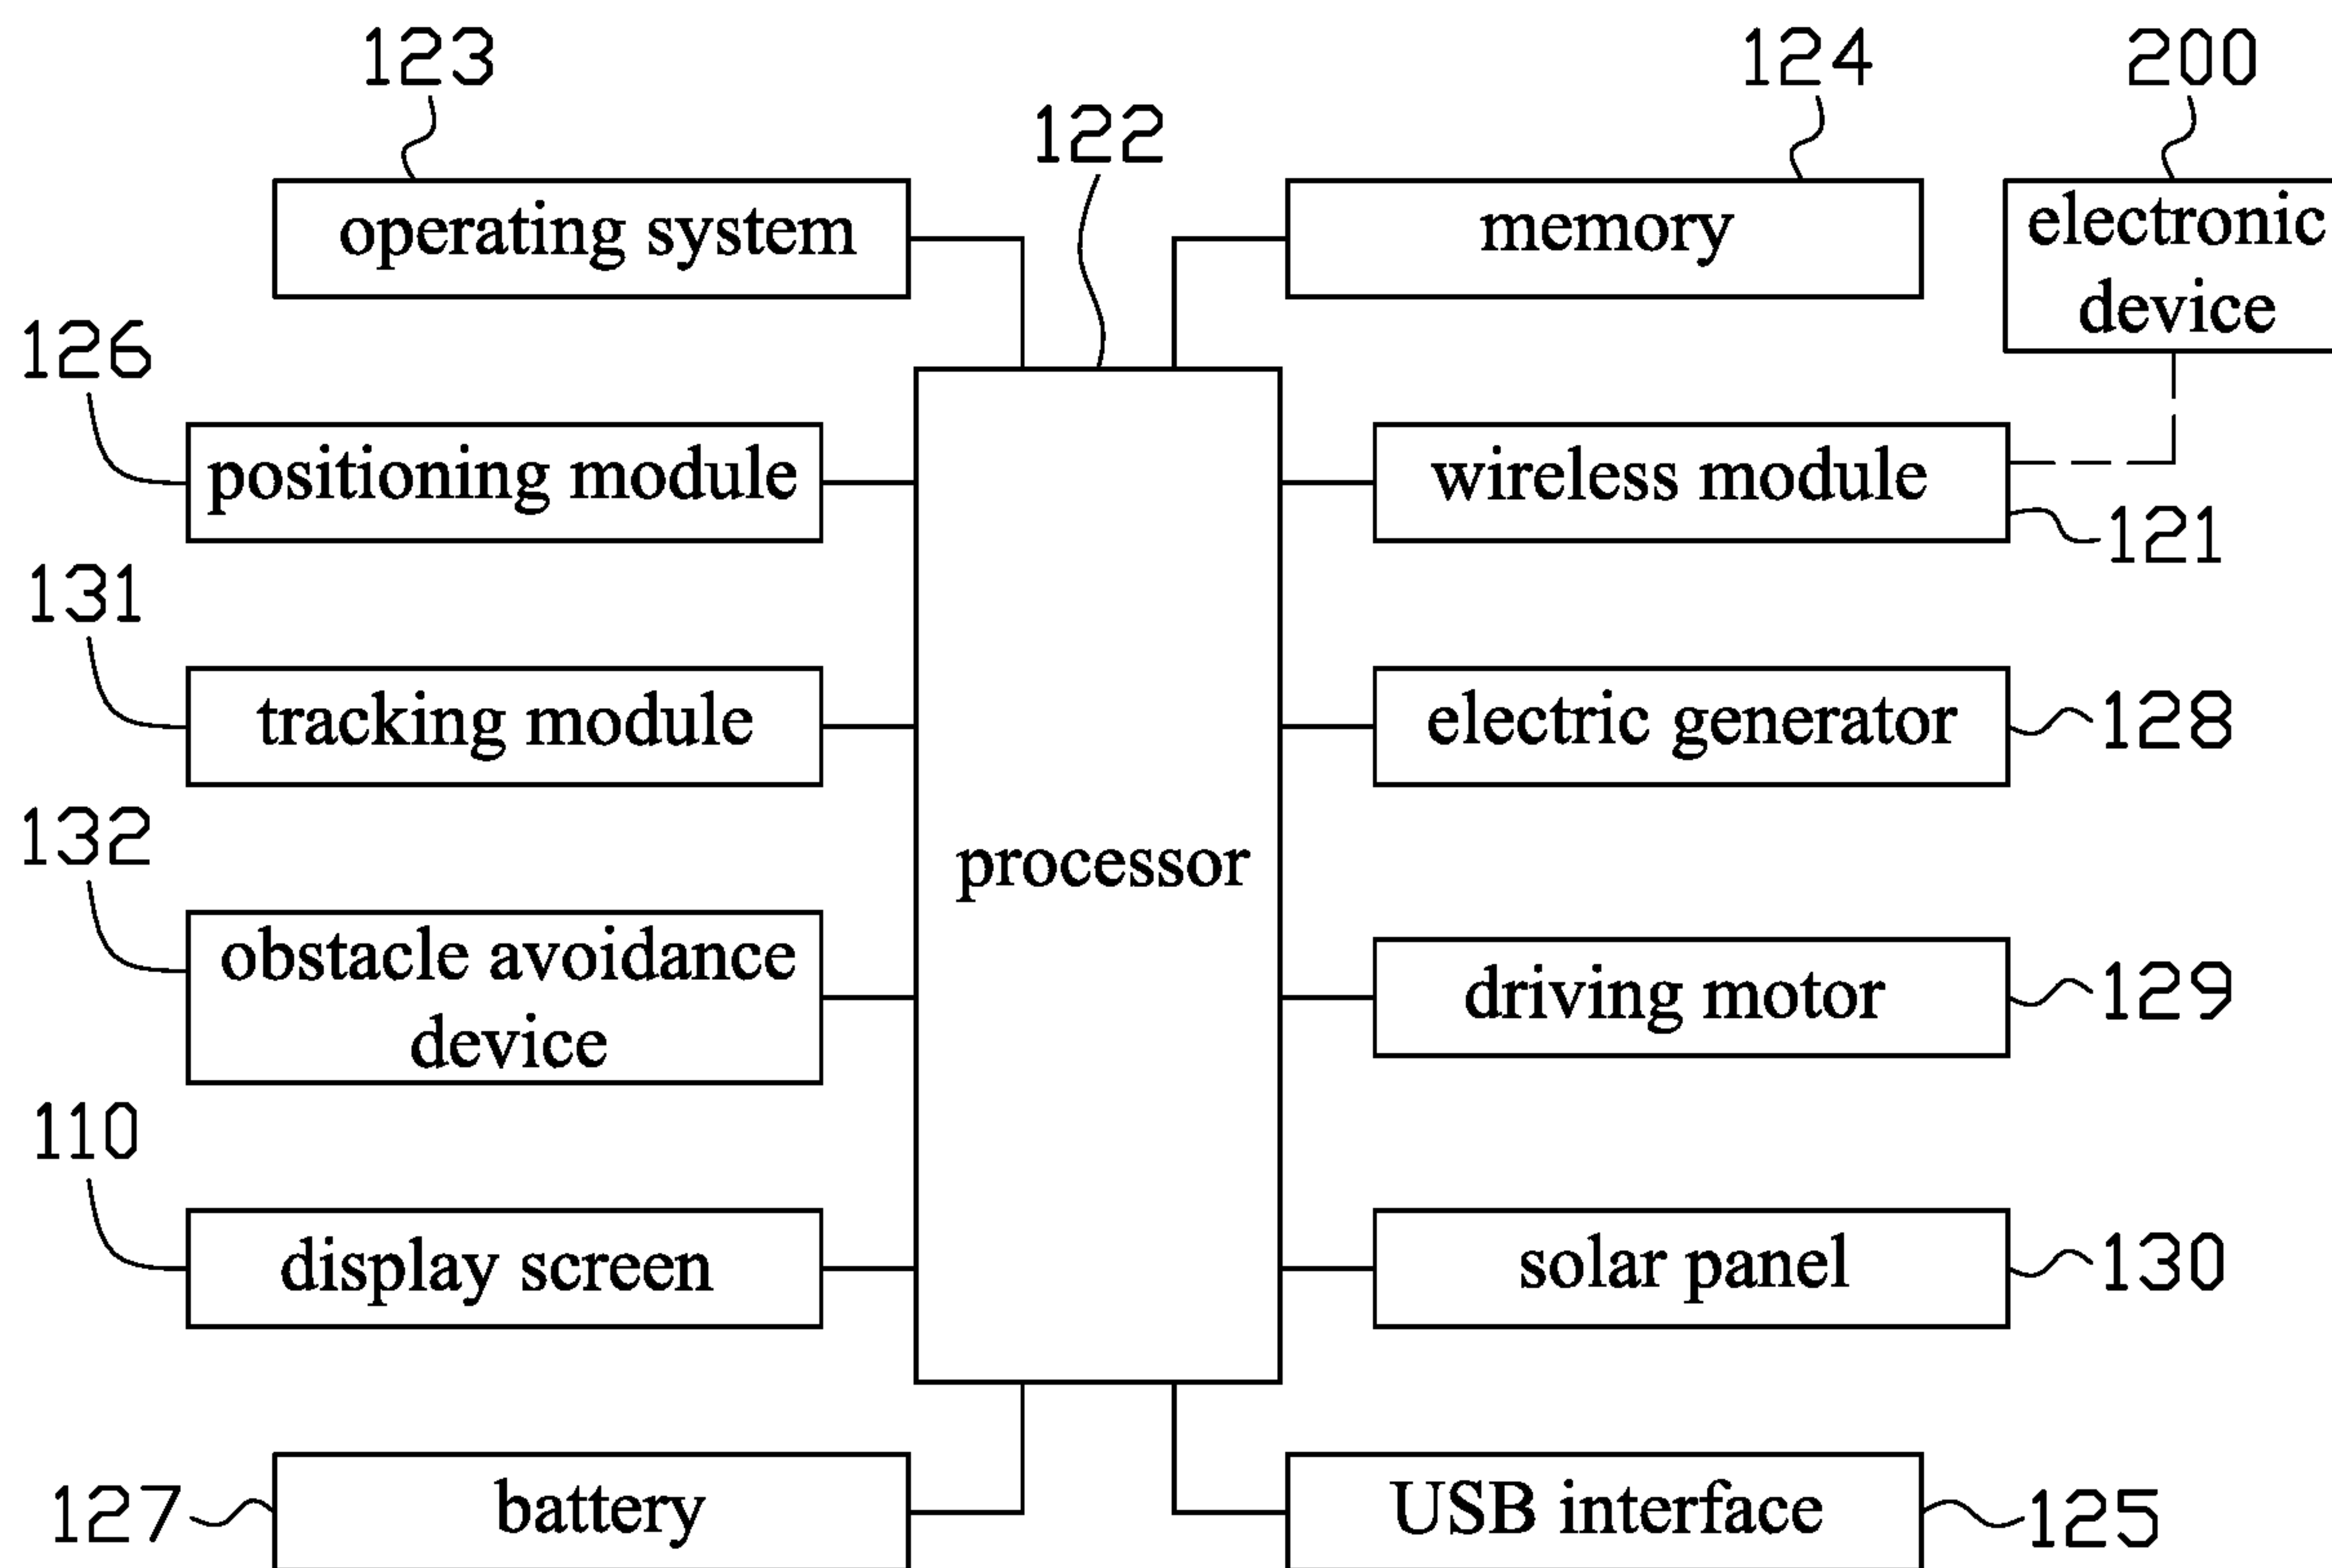 123
124
200
122
operating system
memory
electronic
device
126
positioning module
wireless module
121
131
tracking module
electric generator
128
132
processor
obstacle avoidance
device
driving motor
129
110
display screen
solar panel
130
127
battery
USB interface
125